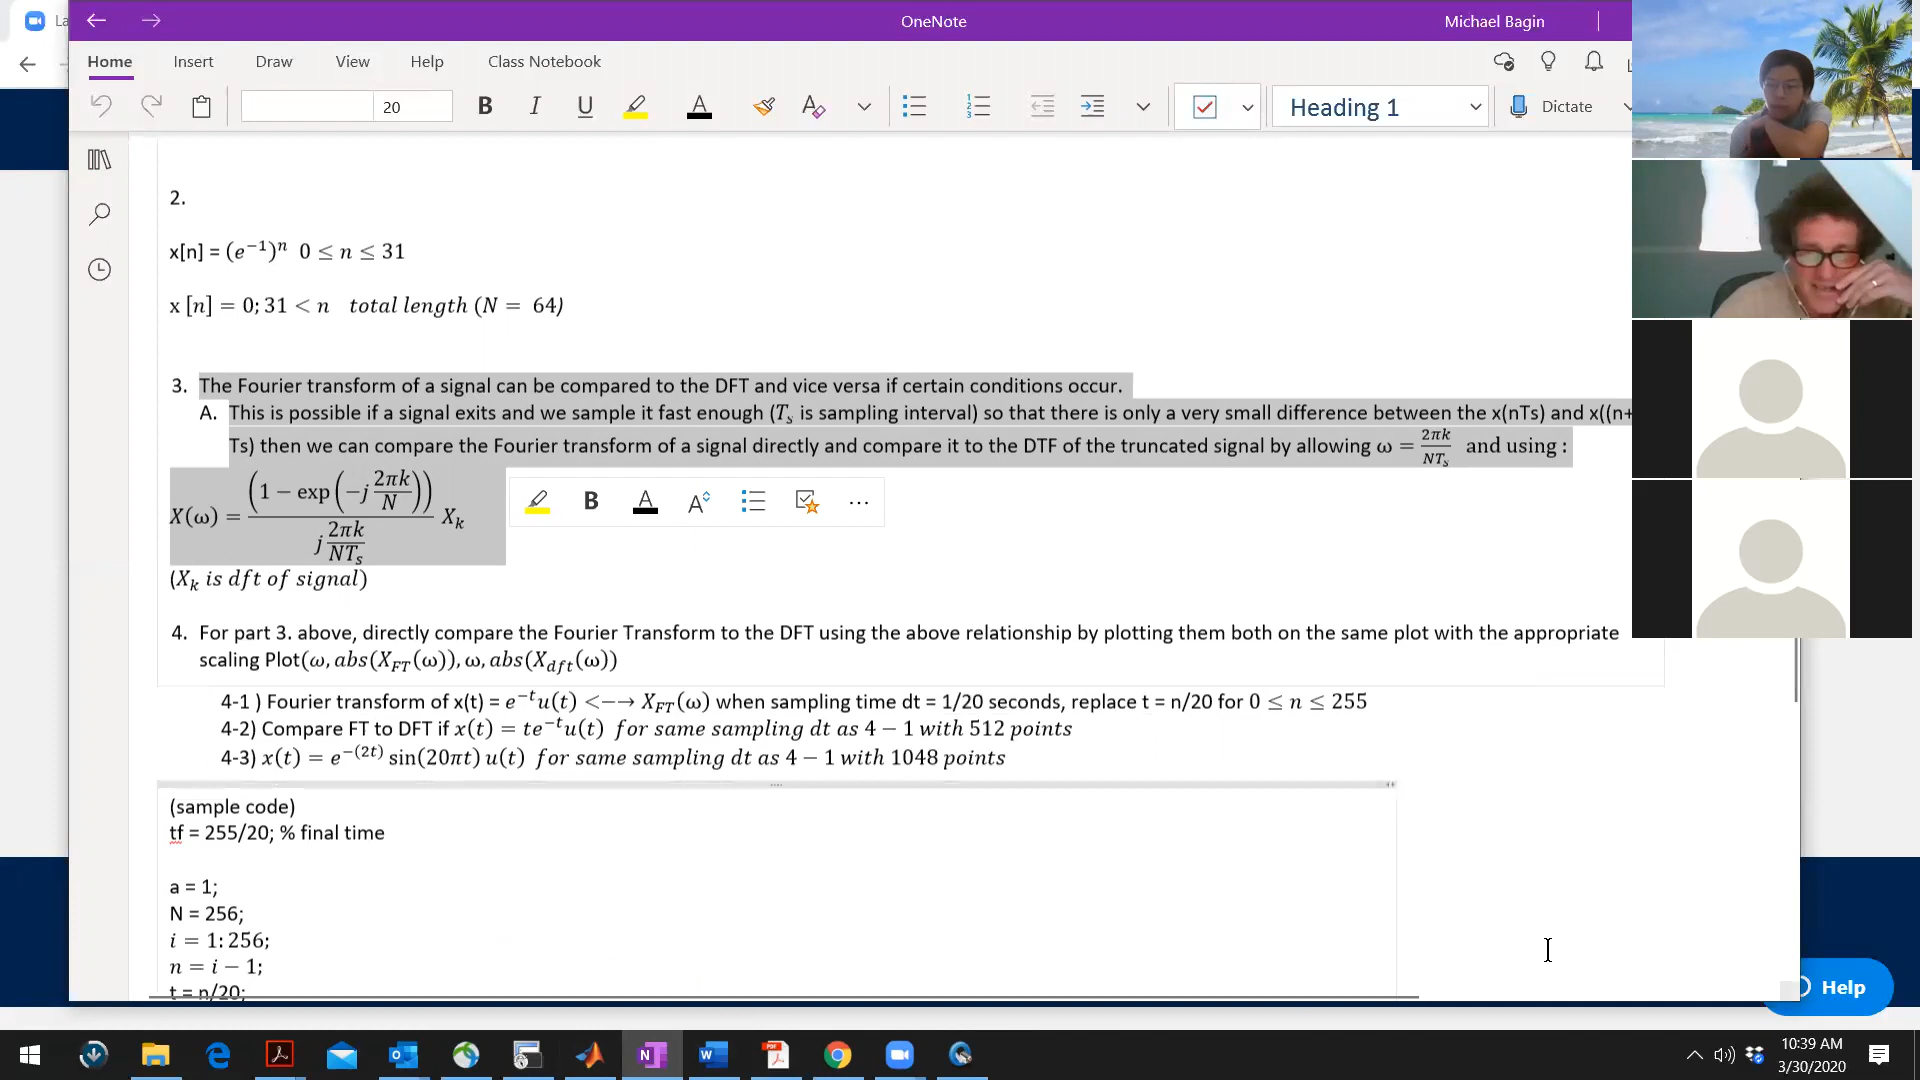 La
OneNote
Michael Bagin
Home Insert Draw View Help Class Notebook
20 B I U A A Heading 1 Dictate
2.
x[n] = (e⁻¹)ⁿ 0 ≤ n ≤ 31
x [n] = 0; 31 < n total length (N = 64)
3. The Fourier transform of a signal can be compared to the DFT and vice versa if certain conditions occur.
A. This is possible if a signal exits and we sample it fast enough (Tₛ is sampling interval) so that there is only a very small difference between the x(nTs) and x((n+
Ts) then we can compare the Fourier transform of a signal directly and compare it to the DTF of the truncated signal by allowing ω = 2πk/NTₛ and using :
X(ω) = (1 − exp(−j 2πk/N)) / (j 2πk/NTₛ) Xₖ
B A A ...
(Xₖ is dft of signal)
4. For part 3. above, directly compare the Fourier Transform to the DFT using the above relationship by plotting them both on the same plot with the appropriate
scaling Plot(ω, abs(X_FT(ω)), ω, abs(X_dft(ω))
4-1 ) Fourier transform of x(t) = e⁻ᵗu(t) <−→ X_FT(ω) when sampling time dt = 1/20 seconds, replace t = n/20 for 0 ≤ n ≤ 255
4-2) Compare FT to DFT if x(t) = te⁻ᵗu(t) for same sampling dt as 4 − 1 with 512 points
4-3) x(t) = e⁻⁽²ᵗ⁾ sin(20πt) u(t) for same sampling dt as 4 − 1 with 1048 points
(sample code)
tf = 255/20; % final time
a = 1;
N = 256;
i = 1: 256;
n = i − 1;
t = n/20;
Help
10:39 AM
3/30/2020